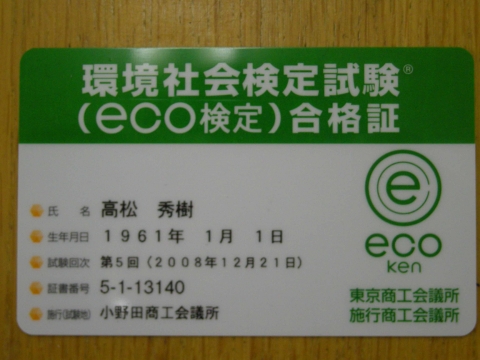 環境社会検定試験®
(eco検定)合格証
氏名 高松 秀樹
生年月日 1961年 1月 1日
試験回次 第5回(2008年12月21日)
証書番号 5-1-13140
施行(試験地) 小野田商工会議所
e
eco
ken
東京商工会議所
施行商工会議所